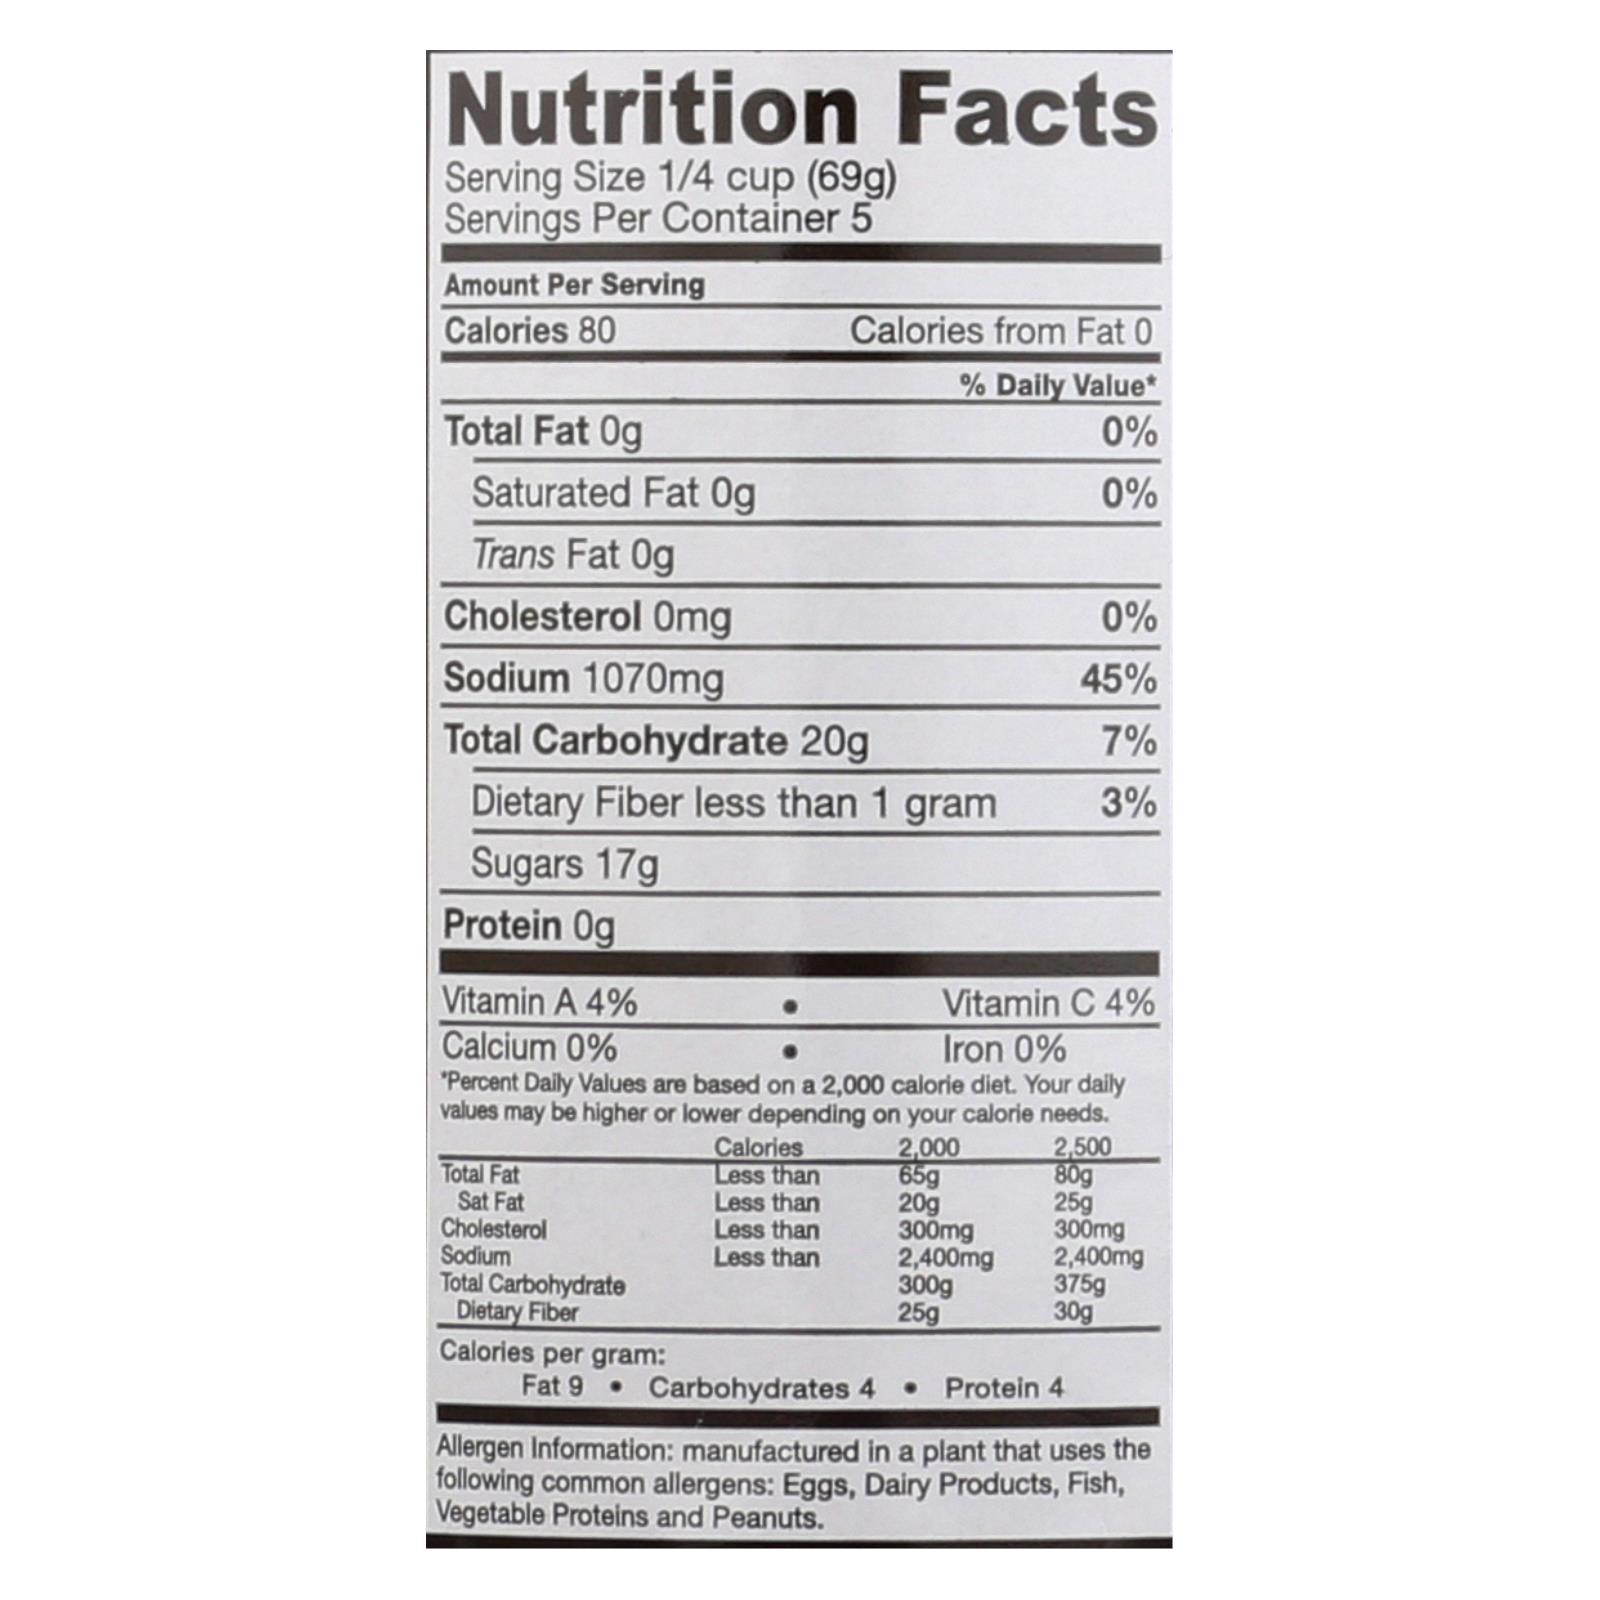 Nutrition Facts
Serving Size 1/4 cup (69g)
Servings Per Container 5
Amount Per Serving
Calories 80 Calories from Fat 0
% Daily Value*
Total Fat 0g 0%
Saturated Fat 0g 0%
Trans Fat 0g
Cholesterol 0mg 0%
Sodium 1070mg 45%
Total Carbohydrate 20g 7%
Dietary Fiber less than 1 gram 3%
Sugars 17g
Protein 0g
Vitamin A 4% • Vitamin C 4%
Calcium 0% • Iron 0%
*Percent Daily Values are based on a 2,000 calorie diet. Your daily
values may be higher or lower depending on your calorie needs.
Calories 2,000 2,500
Total Fat Less than 65g 80g
Sat Fat Less than 20g 25g
Cholesterol Less than 300mg 300mg
Sodium Less than 2,400mg 2,400mg
Total Carbohydrate 300g 375g
Dietary Fiber 25g 30g
Calories per gram:
Fat 9 • Carbohydrates 4 • Protein 4
Allergen Information: manufactured in a plant that uses the
following common allergens: Eggs, Dairy Products, Fish,
Vegetable Proteins and Peanuts.